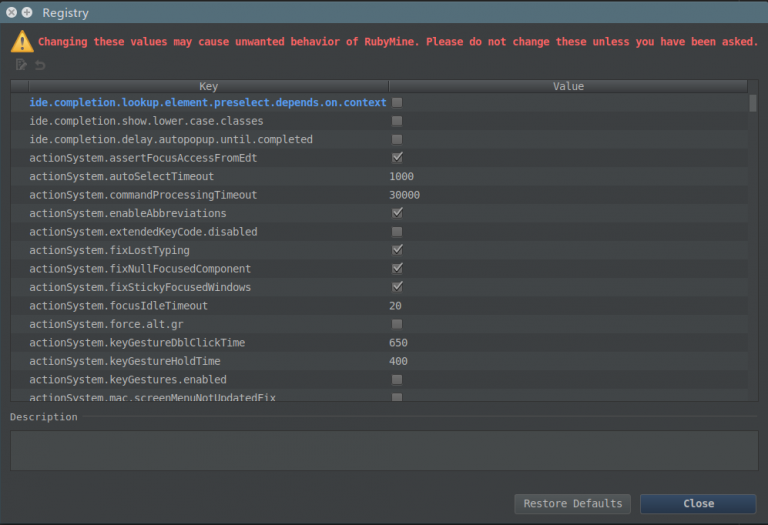 Registry
Changing these values may cause unwanted behavior of RubyMine. Please do not change these unless you have been asked.
Key Value
ide.completion.lookup.element.preselect.depends.on.context
ide.completion.show.lower.case.classes
ide.completion.delay.autopopup.until.completed
actionSystem.assertFocusAccessFromEdt
actionSystem.autoSelectTimeout 1000
actionSystem.commandProcessingTimeout 30000
actionSystem.enableAbbreviations
actionSystem.extendedKeyCode.disabled
actionSystem.fixLostTyping
actionSystem.fixNullFocusedComponent
actionSystem.fixStickyFocusedWindows
actionSystem.focusIdleTimeout 20
actionSystem.force.alt.gr
actionSystem.keyGestureDblClickTime 650
actionSystem.keyGestureHoldTime 400
actionSystem.keyGestures.enabled
actionSystem.mac.screenMenuNotUpdatedFix
Description
Restore Defaults Close